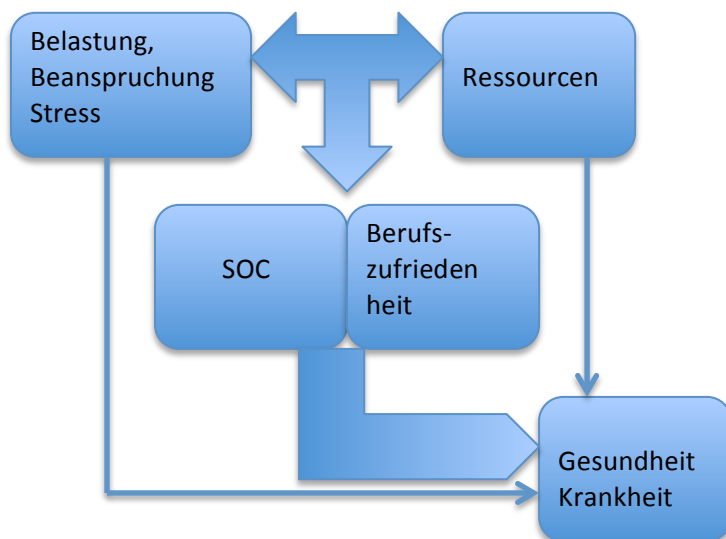 Belastung,
Beanspruchung
Stress
Ressourcen
SOC
Berufs-
zufrieden
heit
Gesundheit
Krankheit